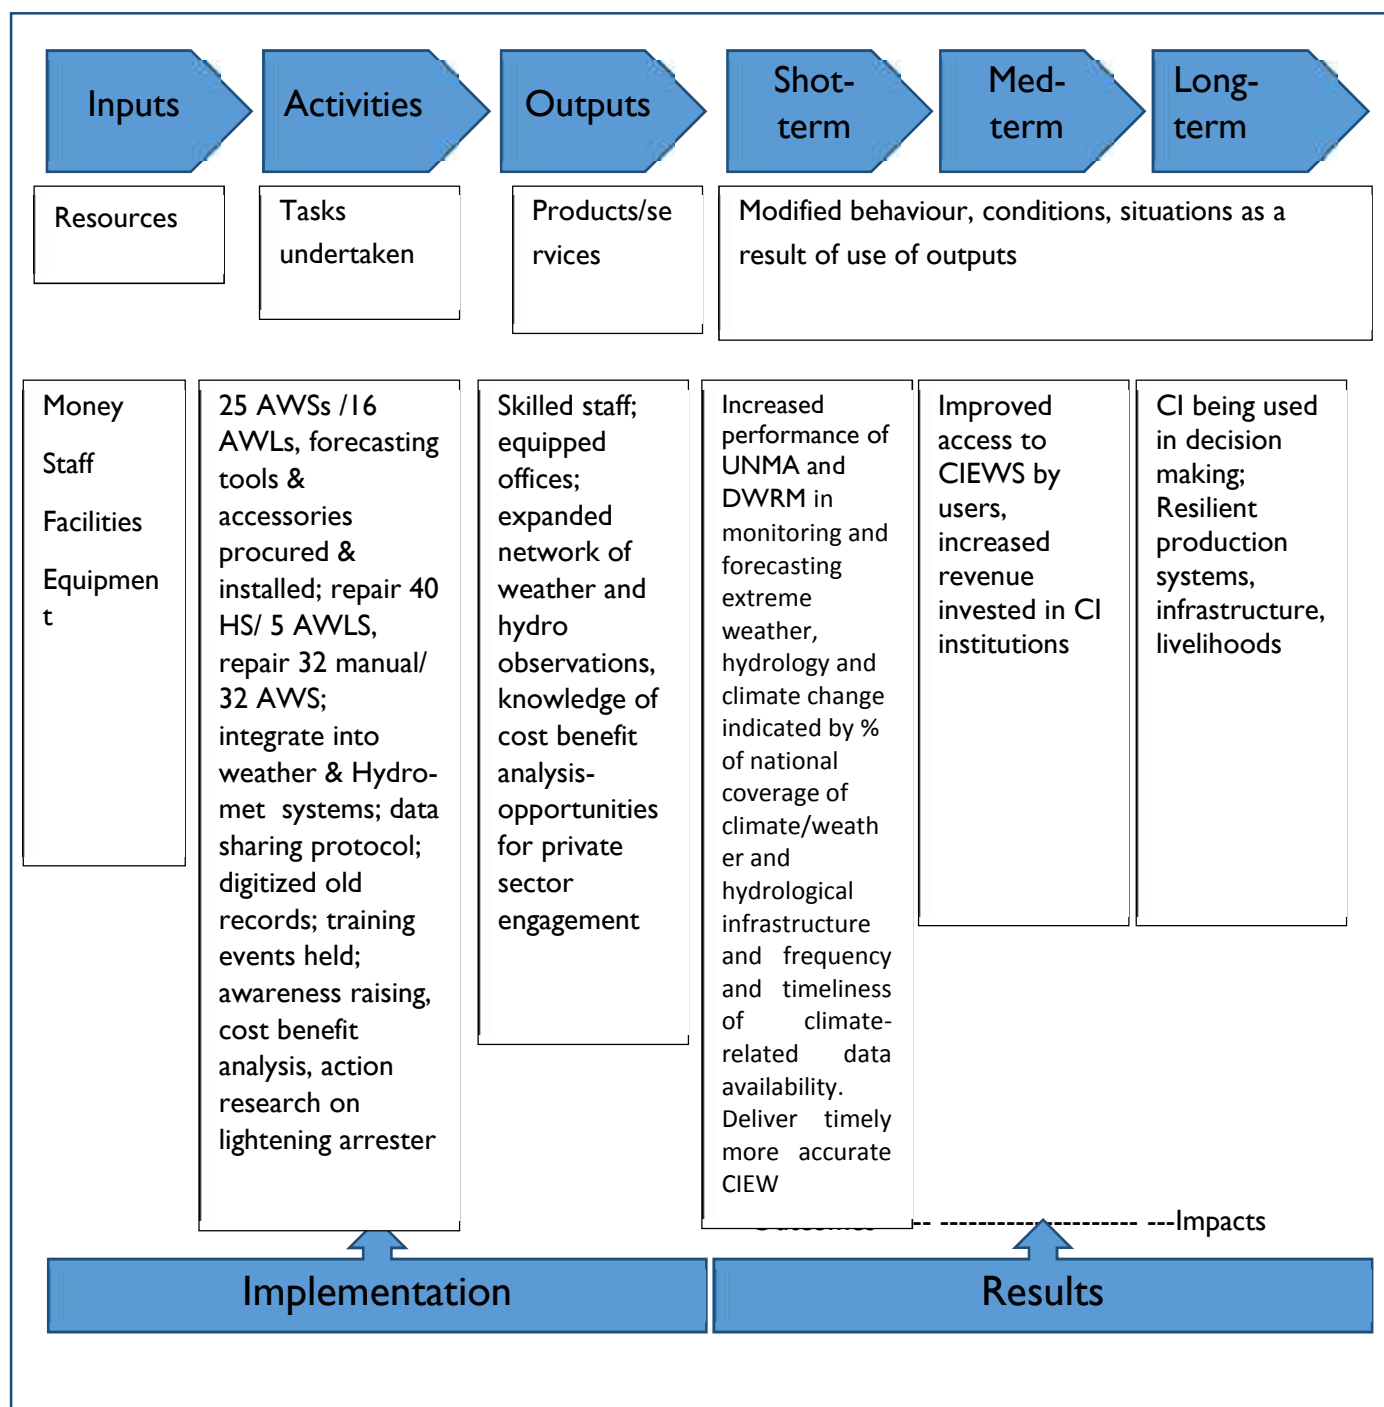 Inputs
Activities
Outputs
Shot-
term
Med-
term
Long-
term
Resources
Tasks
undertaken
Products/se
rvices
Modified behaviour, conditions, situations as a
result of use of outputs
Money
Staff
Facilities
Equipmen
t
25 AWSs /16
AWLs, forecasting
tools &
accessories
procured &
installed; repair 40
HS/ 5 AWLS,
repair 32 manual/
32 AWS;
integrate into
weather & Hydro-
met systems; data
sharing protocol;
digitized old
records; training
events held;
awareness raising,
cost benefit
analysis, action
research on
lightening arrester
Skilled staff;
equipped
offices;
expanded
network of
weather and
hydro
observations,
knowledge of
cost benefit
analysis-
opportunities
for private
sector
engagement
Increased
performance of
UNMA and
DWRM in
monitoring and
forecasting
extreme
weather,
hydrology and
climate change
indicated by %
of national
coverage of
climate/weath
er and
hydrological
infrastructure
and frequency
and timeliness
of climate-
related data
availability.
Deliver timely
more accurate
CIEW
Improved
access to
CIEWS by
users,
increased
revenue
invested in CI
institutions
CI being used
in decision
making;
Resilient
production
systems,
infrastructure,
livelihoods
-- ------------------ ---Impacts
Implementation
Results